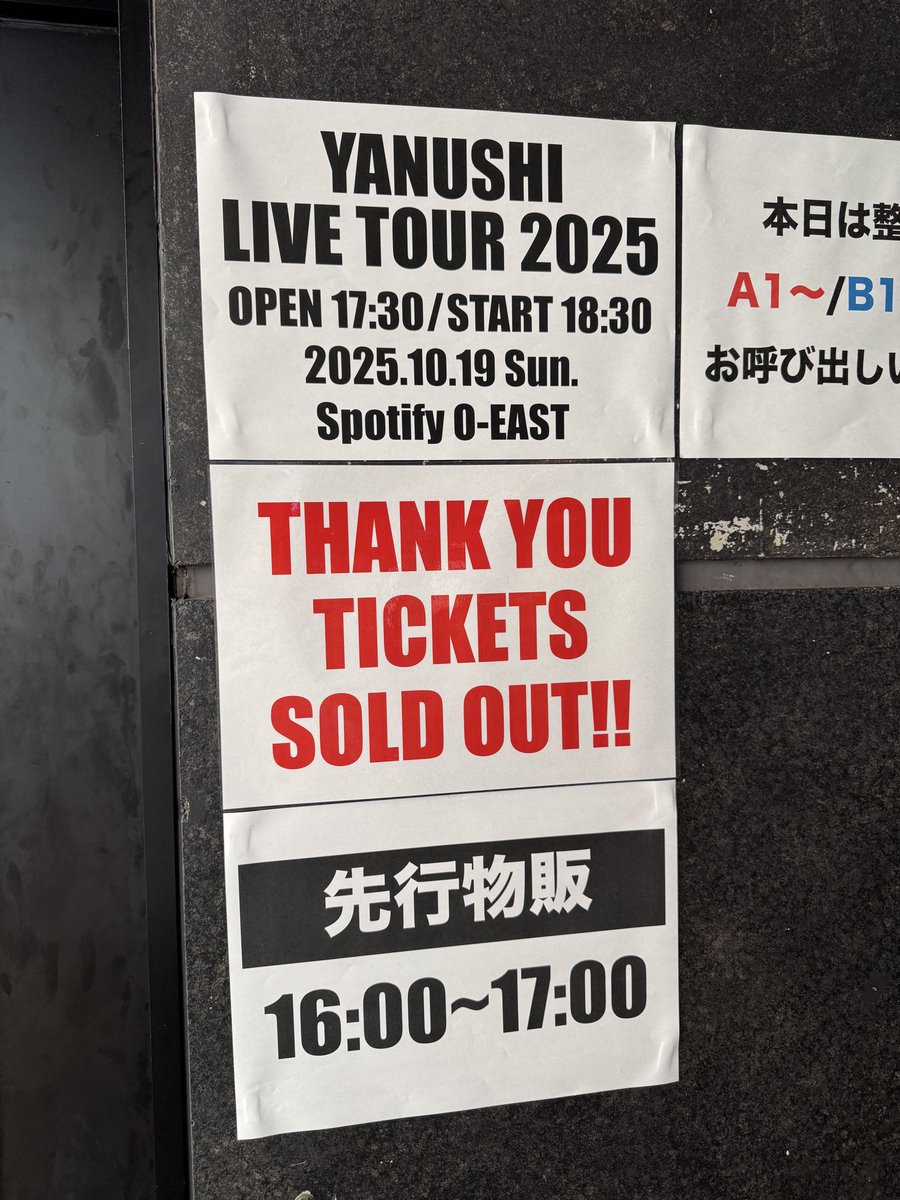 YANUSHI
LIVE TOUR 2025
OPEN 17:30/START 18:30
2025.10.19 Sun.
Spotify O-EAST
THANK YOU
TICKETS
SOLD OUT!!
先行物販
16:00~17:00
本日は整
A1～/B1
お呼び出し